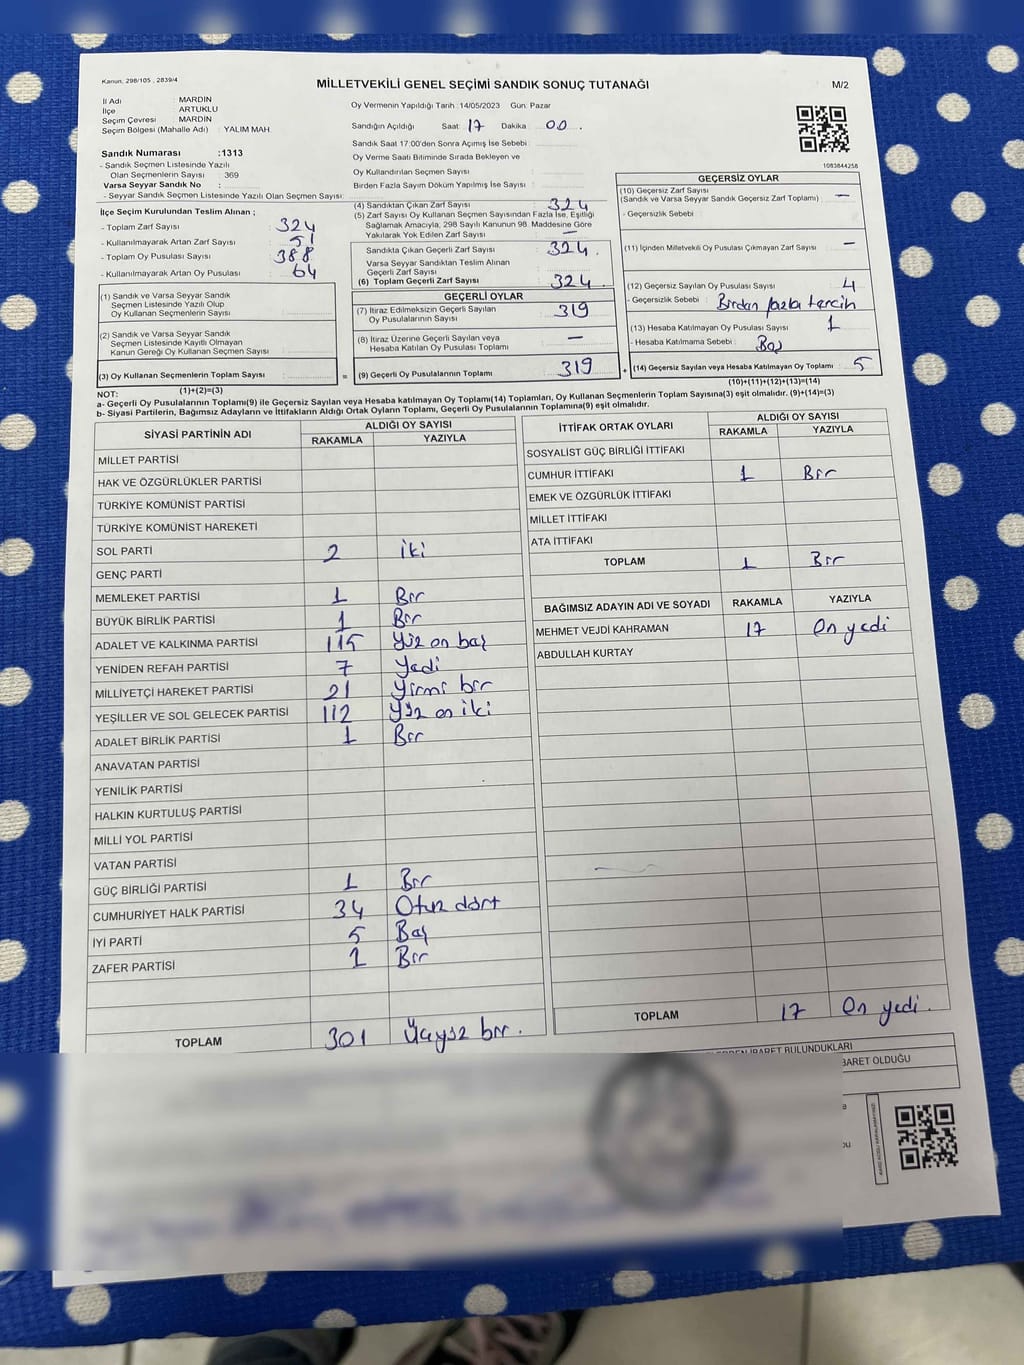 Kanun: 298/105 , 2839/4
MİLLETVEKİLİ GENEL SEÇİMİ SANDIK SONUÇ TUTANAĞI
M/2
İl Adı : MARDİN
İlçe : ARTUKLU
Seçim Çevresi : MARDİN
Seçim Bölgesi (Mahalle Adı) : YALIM MAH.
Oy Vermenin Yapıldığı Tarih :14/05/2023 Gün: Pazar
Sandığın Açıldığı Saat: 17 Dakika 00 .
Sandık Saat 17:00'den Sonra Açımış İse Sebebi :
Oy Verme Saati Bitiminde Sırada Bekleyen ve
Oy Kullandırılan Seçmen Sayısı :
Birden Fazla Sayım Döküm Yapılmış İse Sayısı :
1083844258
Sandık Numarası :1313
- Sandık Seçmen Listesinde Yazılı
Olan Seçmenlerin Sayısı : 369
Varsa Seyyar Sandık No :
- Seyyar Sandık Seçmen Listesinde Yazılı Olan Seçmen Sayısı:
İlçe Seçim Kurulundan Teslim Alınan ;
- Toplam Zarf Sayısı : 324
- Kullanılmayarak Artan Zarf Sayısı : 51
- Toplam Oy Pusulası Sayısı : 388
- Kullanılmayarak Artan Oy Pusulası : 64
(1) Sandık ve Varsa Seyyar Sandık
Seçmen Listesinde Yazılı Olup
Oy Kullanan Seçmenlerin Sayısı :
(2) Sandık ve Varsa Seyyar Sandık
Seçmen Listesinde Kayıtlı Olmayan
Kanun Gereği Oy Kullanan Seçmen Sayısı :
(3) Oy Kullanan Seçmenlerin Toplam Sayısı :
(1)+(2)=(3)
(4) Sandıktan Çıkan Zarf Sayısı : 324
(5) Zarf Sayısı Oy Kullanan Seçmen Sayısından Fazla İse, Eşitliği
Sağlamak Amacıyla, 298 Sayılı Kanunun 98. Maddesine Göre
Yakılarak Yok Edilen Zarf Sayısı : —
Sandıkta Çıkan Geçerli Zarf Sayısı : 324 .
Varsa Seyyar Sandıktan Teslim Alınan
Geçerli Zarf Sayısı :
(6) Toplam Geçerli Zarf Sayısı : 324 .
GEÇERLİ OYLAR
(7) İtiraz Edilmeksizin Geçerli Sayılan
Oy Pusulalarının Sayısı : 319
(8) İtiraz Üzerine Geçerli Sayılan veya
Hesaba Katılan Oy Pusulası Toplamı : —
= (9) Geçerli Oy Pusulalarının Toplamı : 319
GEÇERSİZ OYLAR
(10) Geçersiz Zarf Sayısı
(Sandık ve Varsa Seyyar Sandık Geçersiz Zarf Toplamı) : —
- Geçersizlik Sebebi :
(11) İçinden Milletvekili Oy Pusulası Çıkmayan Zarf Sayısı : —
(12) Geçersiz Sayılan Oy Pusulası Sayısı : 4
- Geçersizlik Sebebi : Birden fazla tercih
(13) Hesaba Katılmayan Oy Pusulası Sayısı : 1
- Hesaba Katılmama Sebebi : Boş
+ (14) Geçersiz Sayılan veya Hesaba Katılmayan Oy Toplamı : 5
(10)+(11)+(12)+(13)=(14)
NOT:
a- Geçerli Oy Pusulalarının Toplamı(9) ile Geçersiz Sayılan veya Hesaba katılmayan Oy Toplamı(14) Toplamları, Oy Kullanan Seçmenlerin Toplam Sayısına(3) eşit olmalıdır. (9)+(14)=(3)
b- Siyasi Partilerin, Bağımsız Adayların ve İttifakların Aldığı Ortak Oyların Toplamı, Geçerli Oy Pusulalarının Toplamına(9) eşit olmalıdır.
SİYASİ PARTİNİN ADI ALDIĞI OY SAYISI
RAKAMLA YAZIYLA
MİLLET PARTİSİ
HAK VE ÖZGÜRLÜKLER PARTİSİ
TÜRKİYE KOMÜNİST PARTİSİ
TÜRKİYE KOMÜNİST HAREKETİ
SOL PARTİ 2 iki
GENÇ PARTİ
MEMLEKET PARTİSİ 1 Bir
BÜYÜK BİRLİK PARTİSİ 1 Bir
ADALET VE KALKINMA PARTİSİ 115 Yüz on beş
YENİDEN REFAH PARTİSİ 7 Yedi
MİLLİYETÇİ HAREKET PARTİSİ 21 Yirmi bir
YEŞİLLER VE SOL GELECEK PARTİSİ 112 Yüz on iki
ADALET BİRLİK PARTİSİ 1 Bir
ANAVATAN PARTİSİ
YENİLİK PARTİSİ
HALKIN KURTULUŞ PARTİSİ
MİLLİ YOL PARTİSİ
VATAN PARTİSİ
GÜÇ BİRLİĞİ PARTİSİ 1 Bir
CUMHURİYET HALK PARTİSİ 34 Otuz dört
İYİ PARTİ 5 Beş
ZAFER PARTİSİ 1 Bir
TOPLAM 301 Üçyüz bir .
İTTİFAK ORTAK OYLARI ALDIĞI OY SAYISI
RAKAMLA YAZIYLA
SOSYALİST GÜÇ BİRLİĞİ İTTİFAKI
CUMHUR İTTİFAKI 1 Bir
EMEK VE ÖZGÜRLÜK İTTİFAKI
MİLLET İTTİFAKI
ATA İTTİFAKI
TOPLAM 1 Bir
BAĞIMSIZ ADAYIN ADI VE SOYADI RAKAMLA YAZIYLA
MEHMET VEJDİ KAHRAMAN 17 On yedi
ABDULLAH KURTAY
TOPLAM 17 On yedi .
İBARET BULUNDUKLARI
BARET OLDUĞU